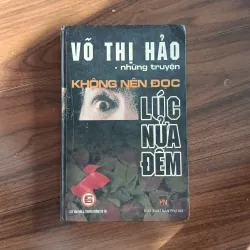 VÕ THỊ HẢO
- những truyện
KHÔNG NÊN ĐỌC
LÚC
NỬA
ĐÊM